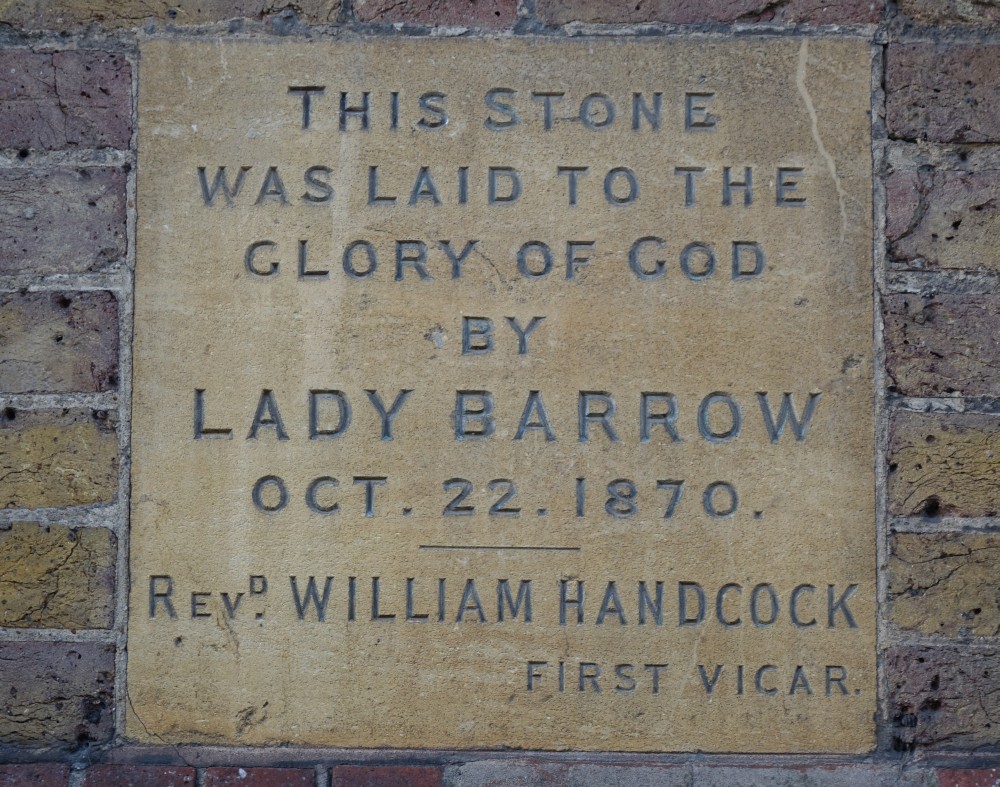 THIS STONE
WAS LAID TO THE
GLORY OF GOD
BY
LADY BARROW
OCT. 22. 1870.
REVD. WILLIAM HANDCOCK
FIRST VICAR.